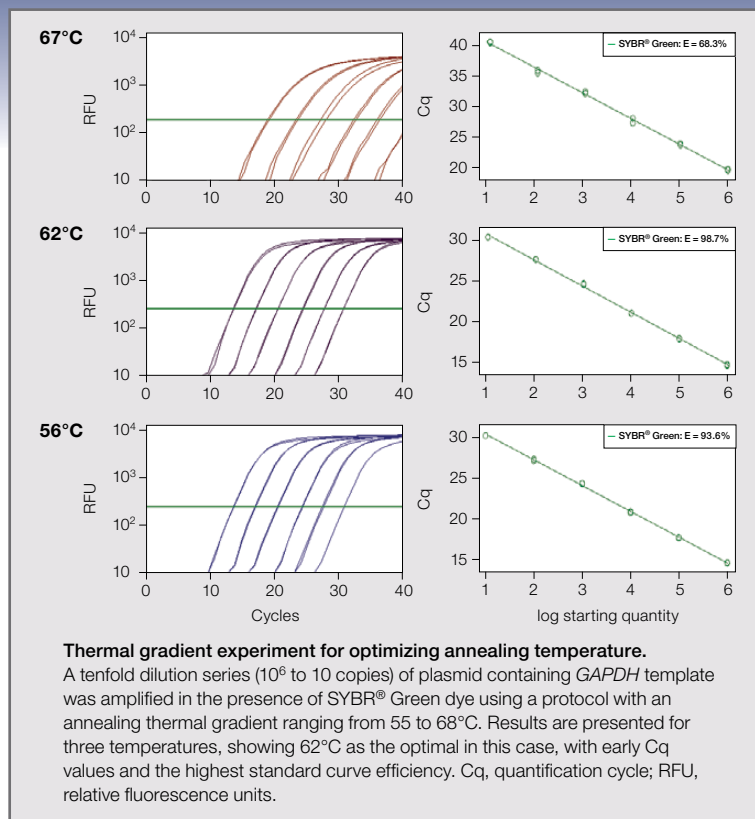 67°C
10⁴
10³
10²
10
RFU
0 10 20 30 40
40
35
30
25
20
Cq
1 2 3 4 5 6
SYBR® Green: E = 68.3%
62°C
10⁴
10³
10²
10
RFU
0 10 20 30 40
30
25
20
15
Cq
1 2 3 4 5 6
SYBR® Green: E = 98.7%
56°C
10⁴
10³
10²
10
RFU
0 10 20 30 40
Cycles
30
25
20
15
Cq
1 2 3 4 5 6
log starting quantity
SYBR® Green: E = 93.6%
Thermal gradient experiment for optimizing annealing temperature.
A tenfold dilution series (10⁶ to 10 copies) of plasmid containing GAPDH template
was amplified in the presence of SYBR® Green dye using a protocol with an
annealing thermal gradient ranging from 55 to 68°C. Results are presented for
three temperatures, showing 62°C as the optimal in this case, with early Cq
values and the highest standard curve efficiency. Cq, quantification cycle; RFU,
relative fluorescence units.